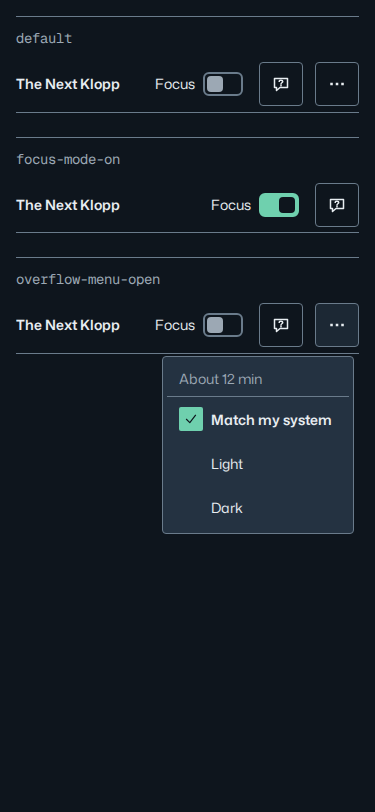 default
The Next Klopp Focus
focus-mode-on
The Next Klopp Focus
overflow-menu-open
The Next Klopp Focus
About 12 min
Match my system
Light
Dark